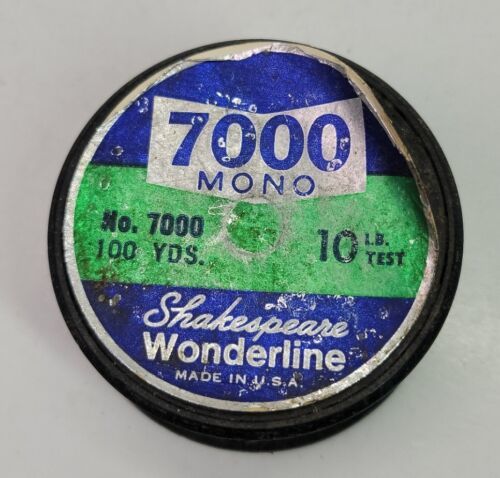 7000
MONO
No. 7000
100 YDS.
10 LB. TEST
Shakespeare
Wonderline
MADE IN U.S.A.